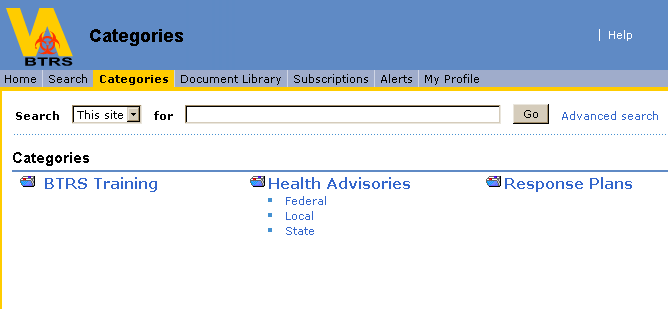 VA
BTRS
Categories
| Help
Home Search Categories Document Library Subscriptions Alerts My Profile
Search This site for Go Advanced search
Categories
BTRS Training Health Advisories Response Plans
Federal
Local
State